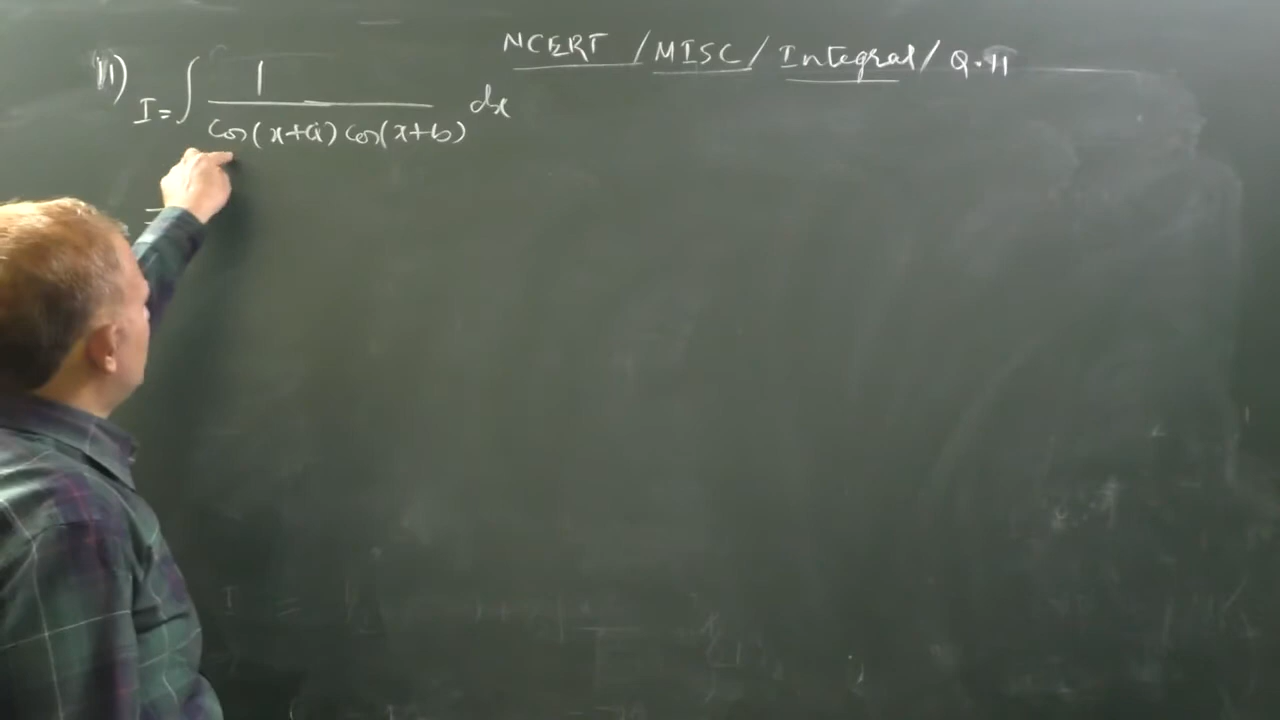 NCERT / MISC / Integral / Q.11
11) I = ∫ 1 / cos(x+a) cos(x+b) dx
=